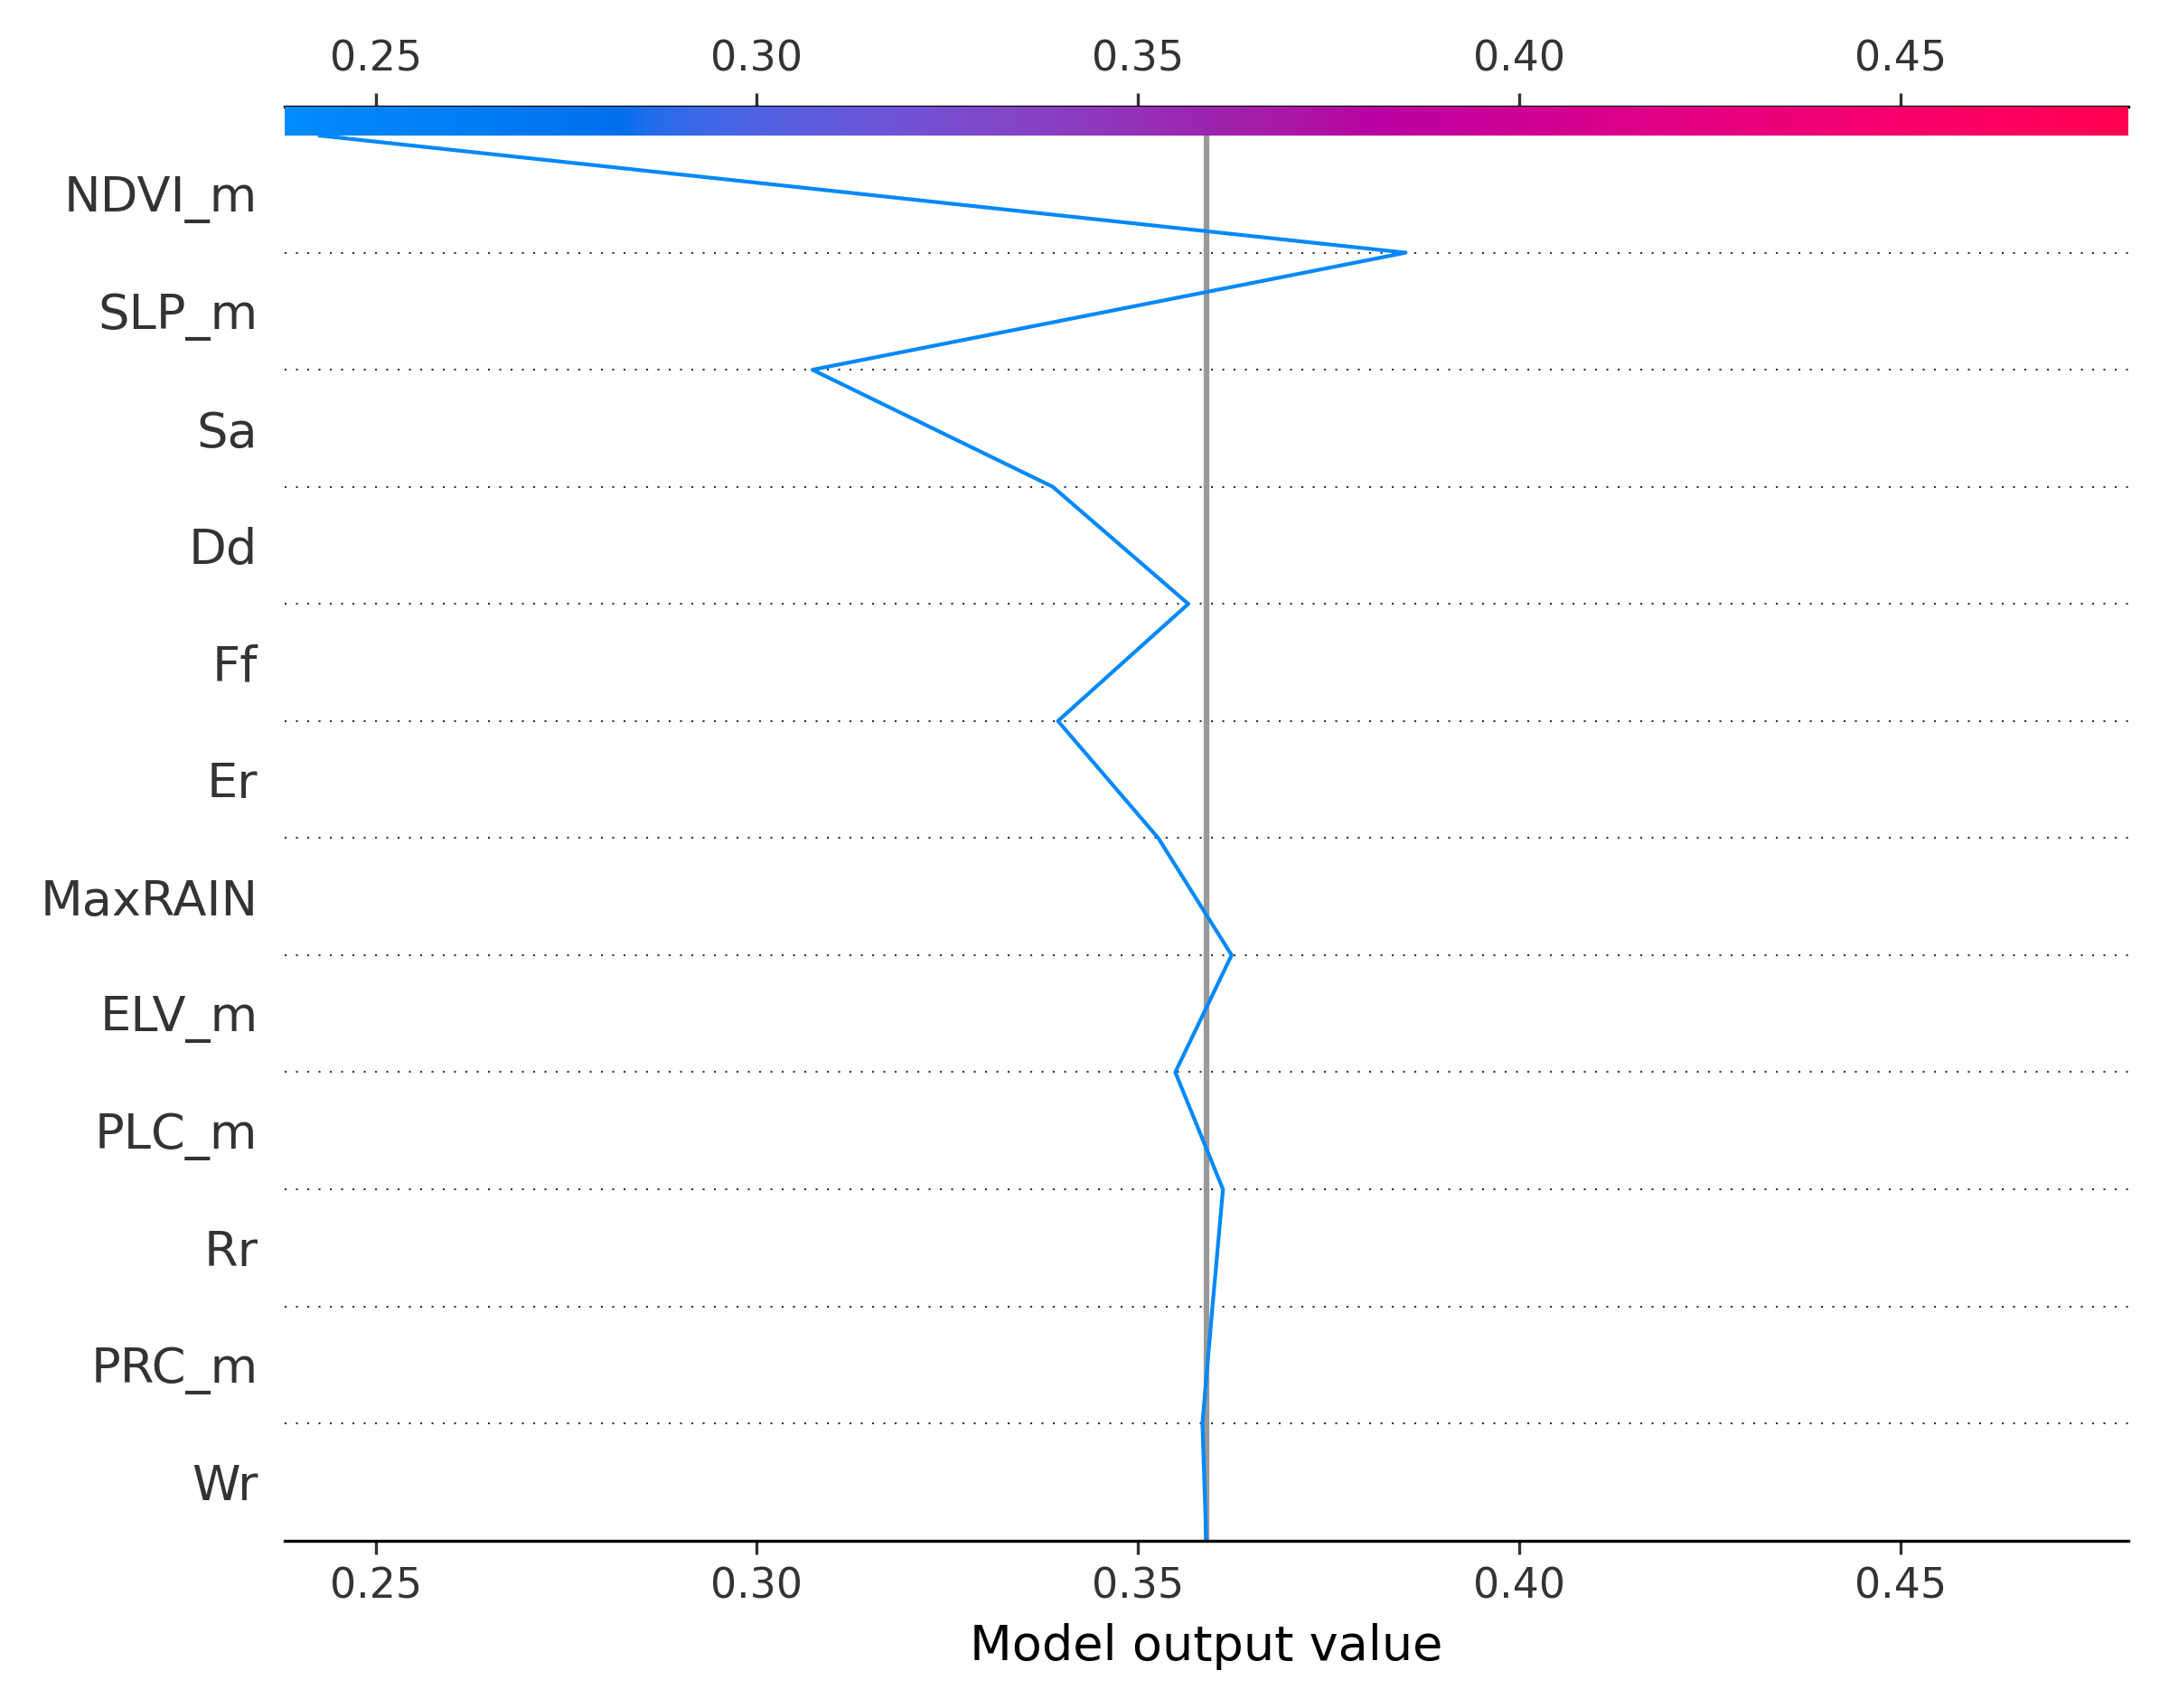 0.25 0.30 0.35 0.40 0.45
NDVI_m
SLP_m
Sa
Dd
Ff
Er
MaxRAIN
ELV_m
PLC_m
Rr
PRC_m
Wr
0.25 0.30 0.35 0.40 0.45
Model output value